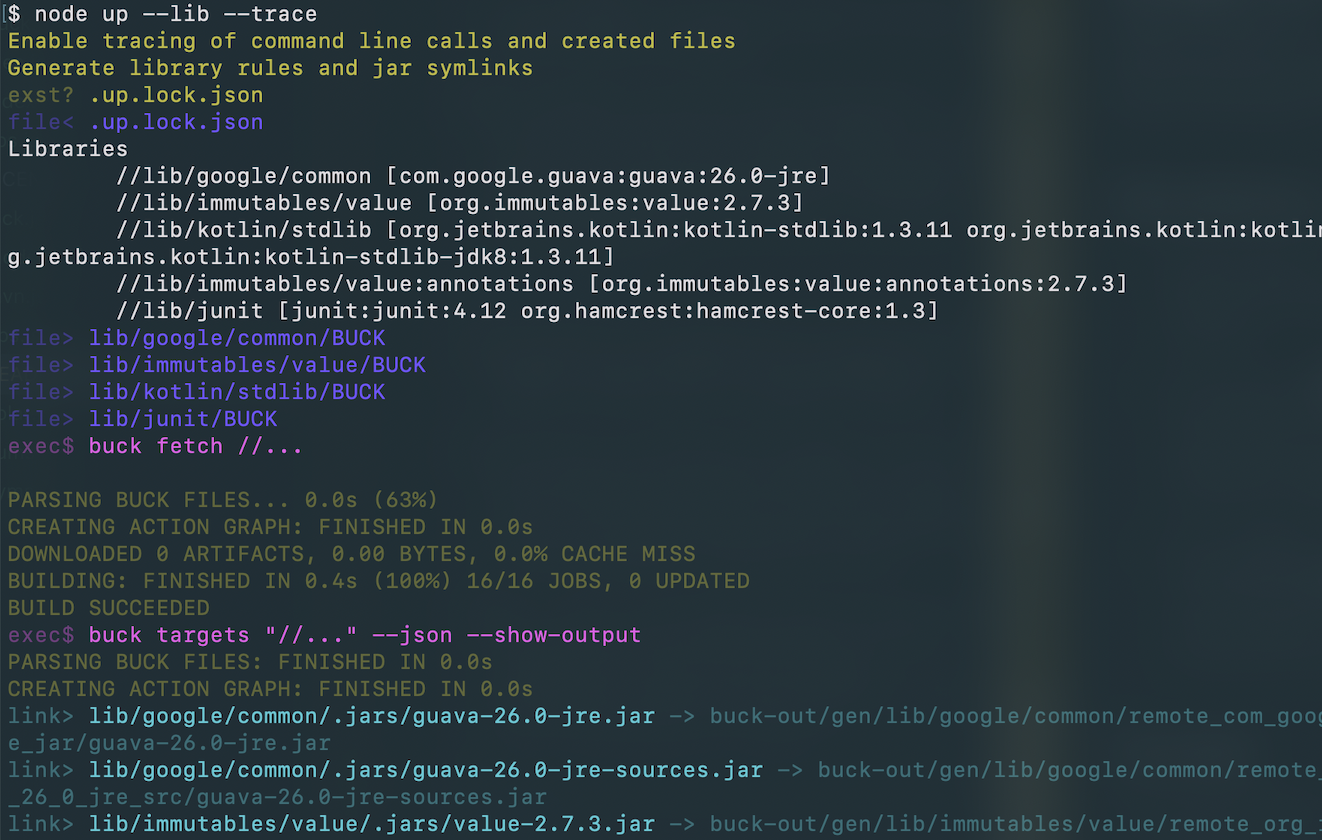 [$ node up --lib --trace
Enable tracing of command line calls and created files
Generate library rules and jar symlinks
exst? .up.lock.json
file< .up.lock.json
Libraries
//lib/google/common [com.google.guava:guava:26.0-jre]
//lib/immutables/value [org.immutables:value:2.7.3]
//lib/kotlin/stdlib [org.jetbrains.kotlin:kotlin-stdlib:1.3.11 org.jetbrains.kotlin:kotlin
g.jetbrains.kotlin:kotlin-stdlib-jdk8:1.3.11]
//lib/immutables/value:annotations [org.immutables:value:annotations:2.7.3]
//lib/junit [junit:junit:4.12 org.hamcrest:hamcrest-core:1.3]
file> lib/google/common/BUCK
file> lib/immutables/value/BUCK
file> lib/kotlin/stdlib/BUCK
file> lib/junit/BUCK
exec$ buck fetch //...
PARSING BUCK FILES... 0.0s (63%)
CREATING ACTION GRAPH: FINISHED IN 0.0s
DOWNLOADED 0 ARTIFACTS, 0.00 BYTES, 0.0% CACHE MISS
BUILDING: FINISHED IN 0.4s (100%) 16/16 JOBS, 0 UPDATED
BUILD SUCCEEDED
exec$ buck targets "//..." --json --show-output
PARSING BUCK FILES: FINISHED IN 0.0s
CREATING ACTION GRAPH: FINISHED IN 0.0s
link> lib/google/common/.jars/guava-26.0-jre.jar -> buck-out/gen/lib/google/common/remote_com_goog
e_jar/guava-26.0-jre.jar
link> lib/google/common/.jars/guava-26.0-jre-sources.jar -> buck-out/gen/lib/google/common/remote_
_26_0_jre_src/guava-26.0-jre-sources.jar
link> lib/immutables/value/.jars/value-2.7.3.jar -> buck-out/gen/lib/immutables/value/remote_org_